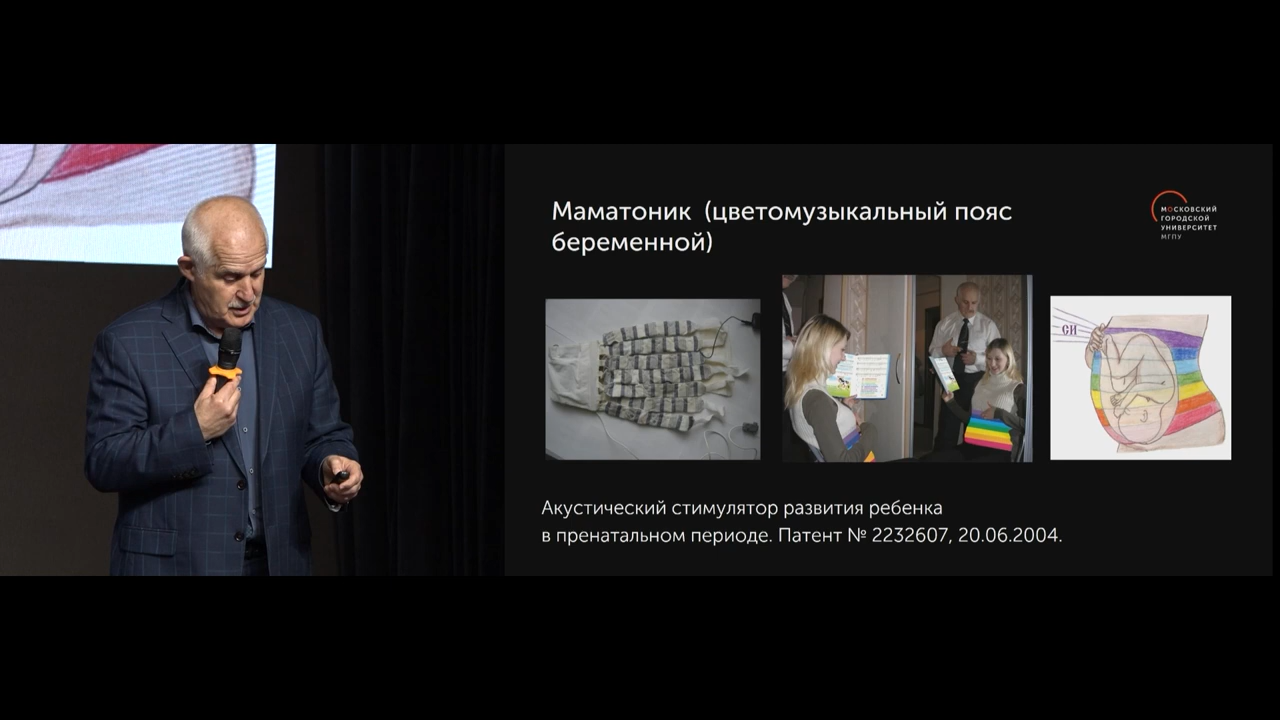 Маматоник (цветомузыкальный пояс
беременной)
МОСКОВСКИЙ
ГОРОДСКОЙ
УНИВЕРСИТЕТ
МГПУ
СИ
Акустический стимулятор развития ребенка
в пренатальном периоде. Патент № 2232607, 20.06.2004.